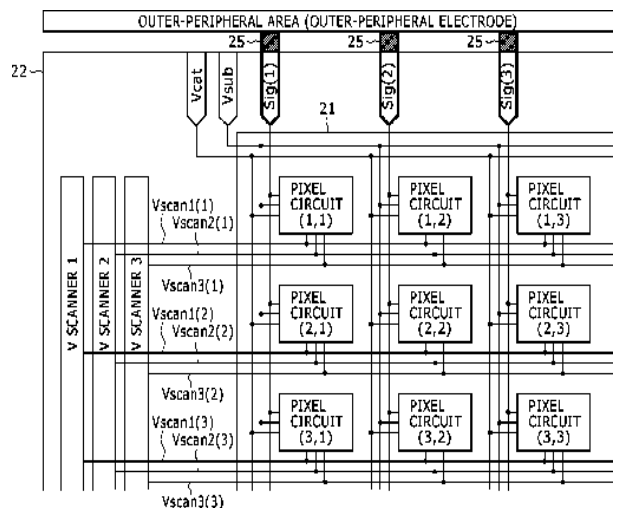 OUTER-PERIPHERAL AREA (OUTER-PERIPHERAL ELECTRODE)
25 25 25
22
Vcat
Vsub
Sig(1)
Sig(2)
Sig(3)
21
V SCANNER 1
V SCANNER 2
V SCANNER 3
Vscan1(1)
Vscan2(1)
PIXEL
CIRCUIT
(1,1)
PIXEL
CIRCUIT
(1,2)
PIXEL
CIRCUIT
(1,3)
Vscan3(1)
Vscan1(2)
Vscan2(2)
PIXEL
CIRCUIT
(2,1)
PIXEL
CIRCUIT
(2,2)
PIXEL
CIRCUIT
(2,3)
Vscan3(2)
Vscan1(3)
Vscan2(3)
PIXEL
CIRCUIT
(3,1)
PIXEL
CIRCUIT
(3,2)
PIXEL
CIRCUIT
(3,3)
Vscan3(3)